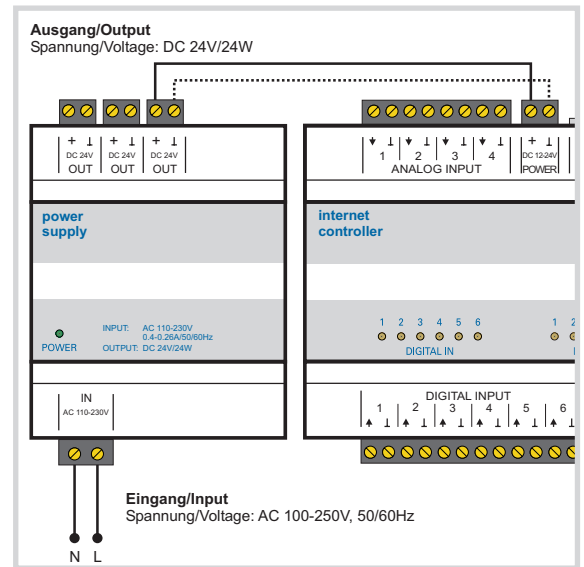 Ausgang/Output
Spannung/Voltage: DC 24V/24W
+ ⊥ + ⊥ + ⊥
DC 24V DC 24V DC 24V
OUT OUT OUT
1 2 3 4
ANALOG INPUT
+ ⊥
DC 12-24V
POWER
power
supply
internet
controller
POWER
INPUT: AC 110-230V
0.4-0.26A/50/60Hz
OUTPUT: DC 24V/24W
1 2 3 4 5 6
DIGITAL IN
1 2
IN
AC 110-230V
DIGITAL INPUT
1 2 3 4 5 6
Eingang/Input
Spannung/Voltage: AC 100-250V, 50/60Hz
N L